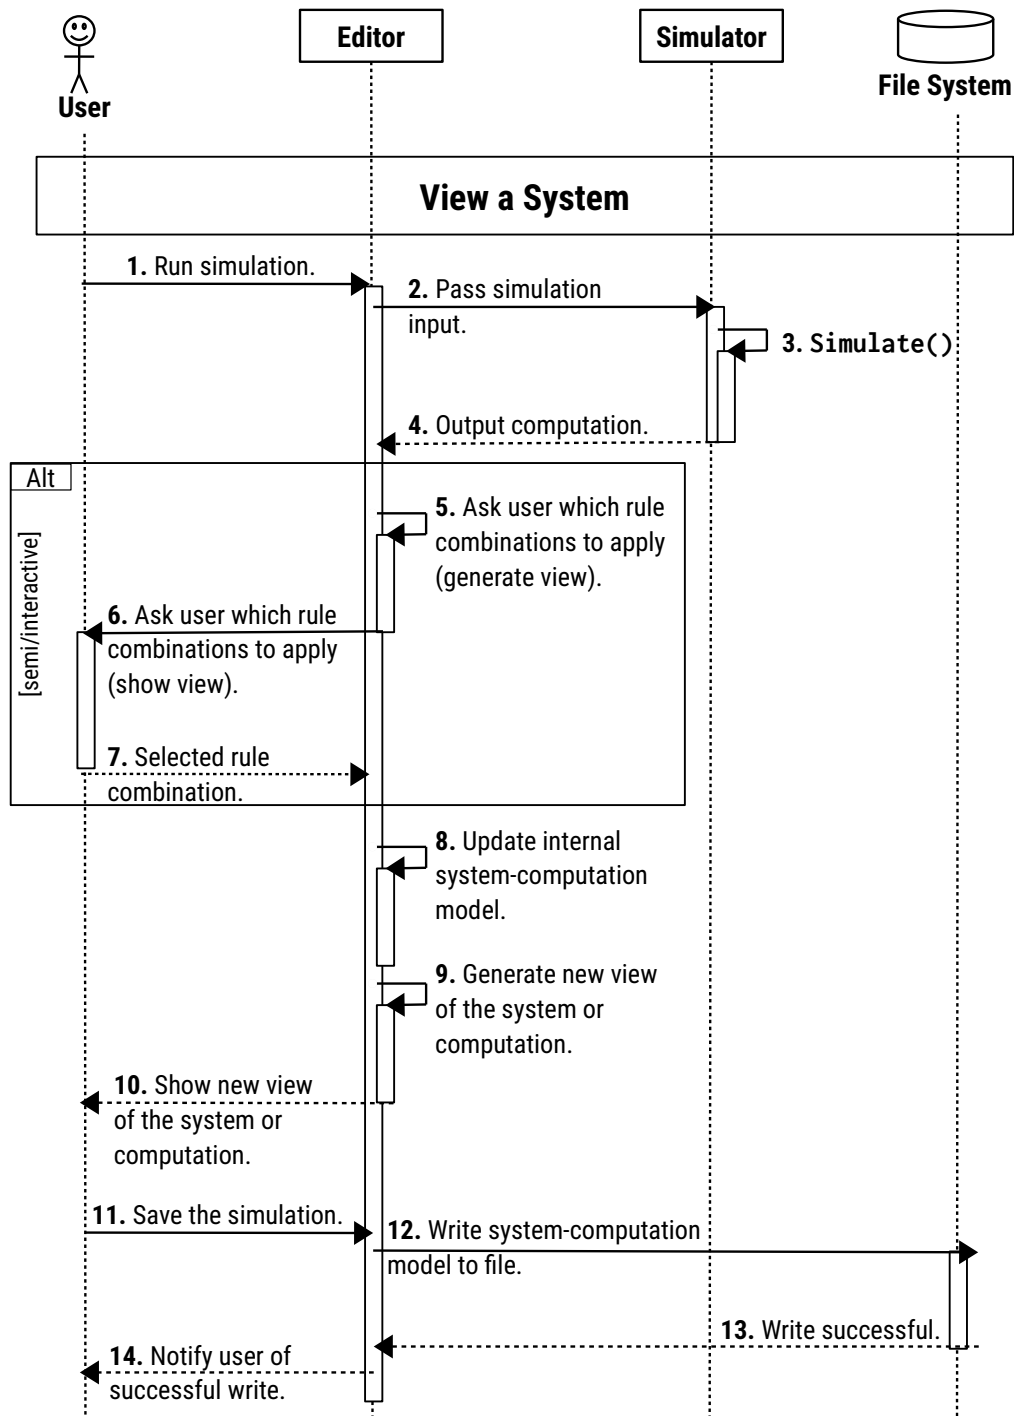 Editor
Simulator
User
File System
View a System
1. Run simulation.
2. Pass simulation
input.
3. Simulate()
4. Output computation.
Alt
[semi/interactive]
5. Ask user which rule
combinations to apply
(generate view).
6. Ask user which rule
combinations to apply
(show view).
7. Selected rule
combination.
8. Update internal
system-computation
model.
9. Generate new view
of the system or
computation.
10. Show new view
of the system or
computation.
11. Save the simulation.
12. Write system-computation
model to file.
13. Write successful.
14. Notify user of
successful write.